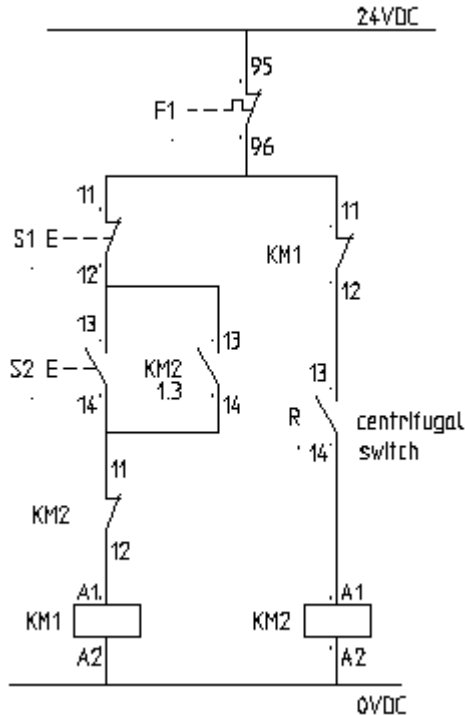 24VDC
95
F1
96
11
11
S1 E
KM1
12
12
13
13
S2 E
KM2
1.3
13
14
14
R
centrifugal
14
switch
11
KM2
12
A1
A1
KM1
KM2
A2
A2
0VDC